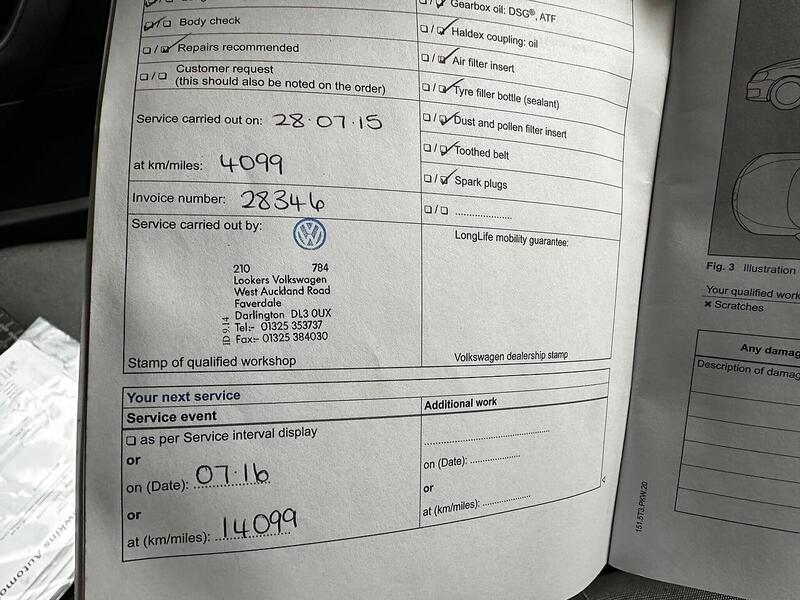 Gearbox oil: DSG®, ATF
Body check
Haldex coupling: oil
Repairs recommended
Air filter insert
Customer request
(this should also be noted on the order)
Tyre filler bottle (sealant)
Service carried out on: 28·07·15
Dust and pollen filter insert
Toothed belt
at km/miles: 4099
Spark plugs
Invoice number: 28346
....................
Service carried out by:
LongLife mobility guarantee:
VW
210 784
Lookers Volkswagen
West Auckland Road
Faverdale
Darlington DL3 0UX
Tel:- 01325 353737
Fax:- 01325 384030
ID 9.14
Stamp of qualified workshop
Volkswagen dealership stamp
Your next service
Service event
Additional work
as per Service interval display
or
on (Date): 07·16
on (Date): ..................
or
or
at (km/miles): 14099
at (km/miles): ..................
151.5T3.PKW.20
Fig. 3 Illustration
Your qualified work
× Scratches
Any damag
Description of damag